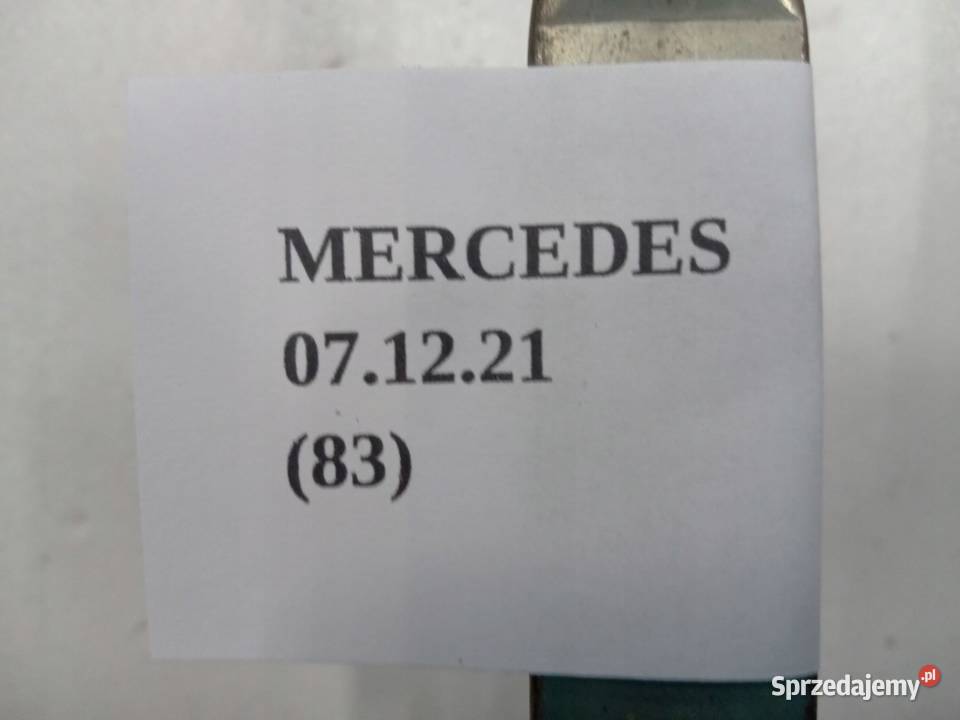 MERCEDES
07.12.21
(83)
Sprzedajemy.pl